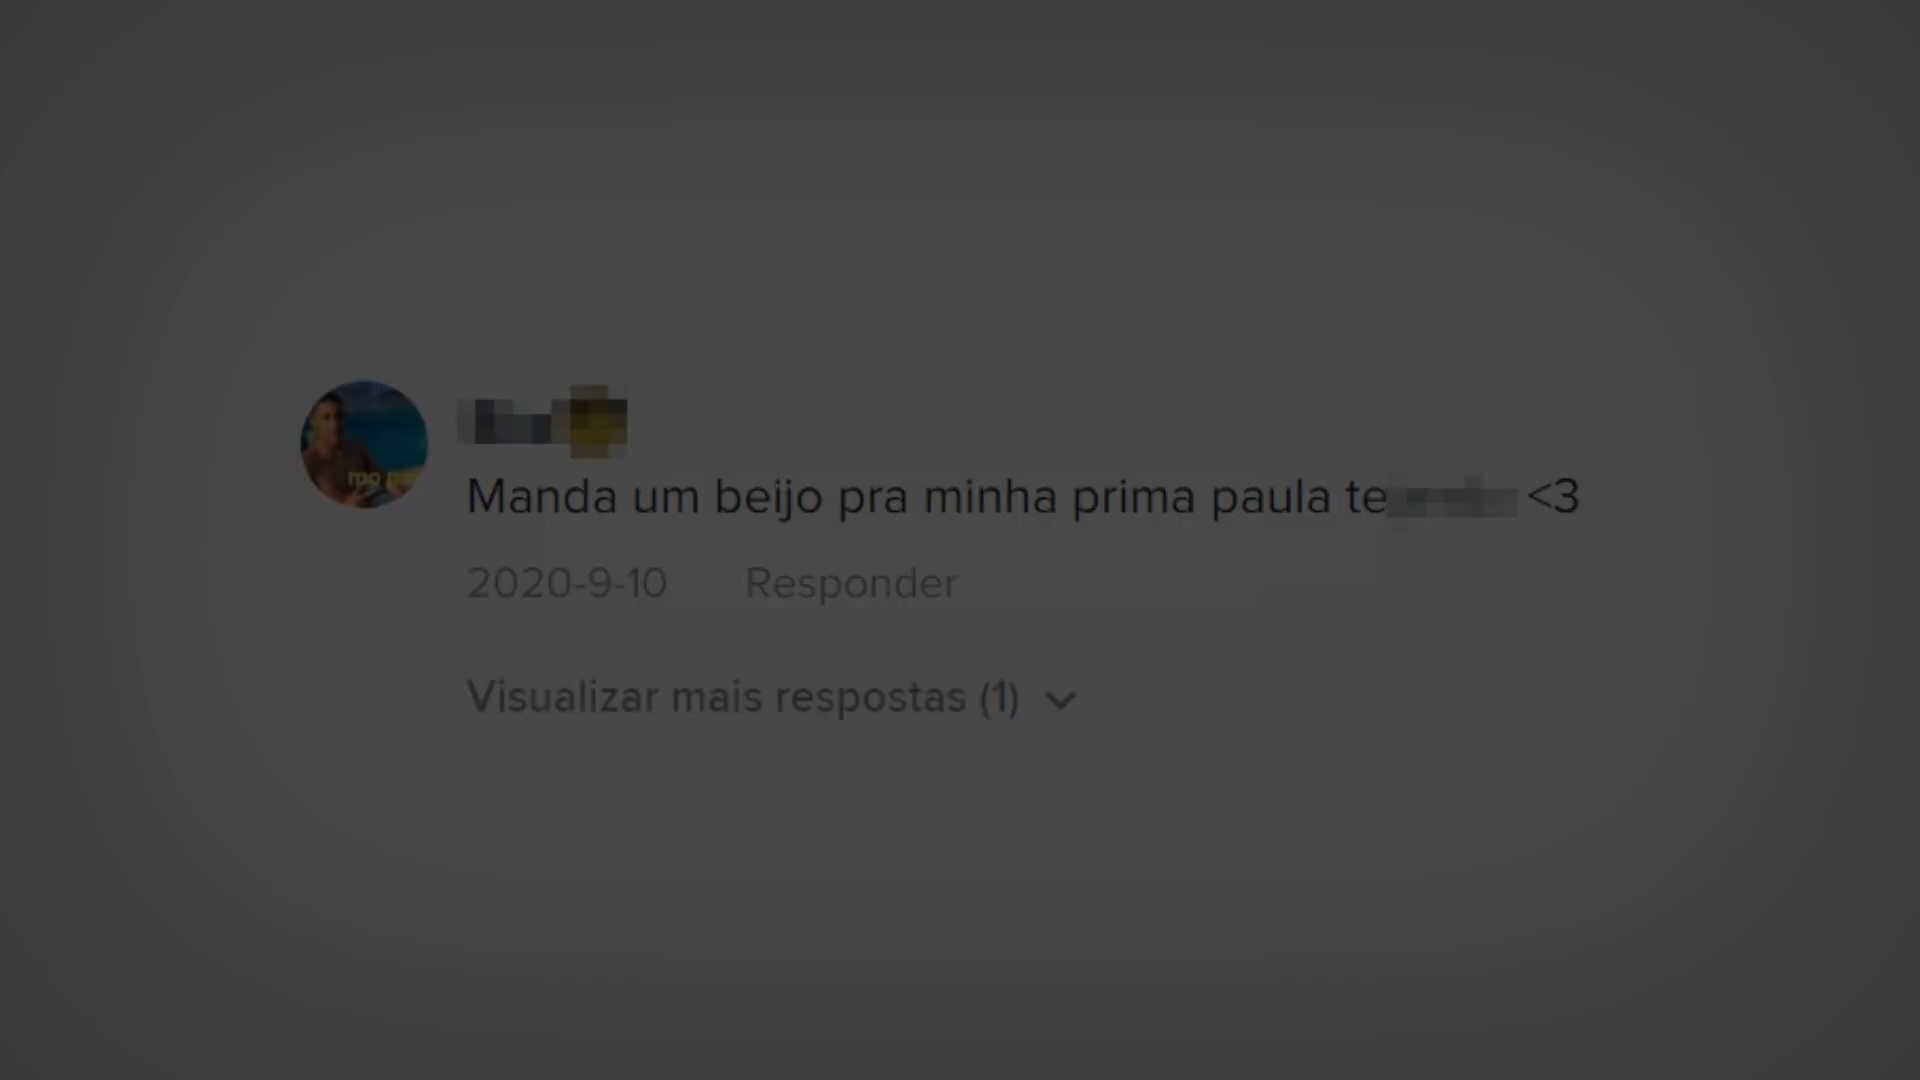 Manda um beijo pra minha prima paula te <3
2020-9-10 Responder
Visualizar mais respostas (1)